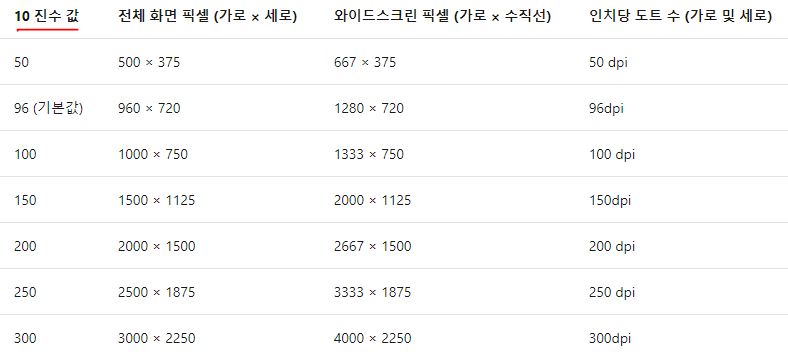 10 진수 값 전체 화면 픽셀 (가로 × 세로) 와이드스크린 픽셀 (가로 × 수직선) 인치당 도트 수 (가로 및 세로)
50 500 × 375 667 × 375 50 dpi
96 (기본값) 960 × 720 1280 × 720 96dpi
100 1000 × 750 1333 × 750 100 dpi
150 1500 × 1125 2000 × 1125 150dpi
200 2000 × 1500 2667 × 1500 200 dpi
250 2500 × 1875 3333 × 1875 250 dpi
300 3000 × 2250 4000 × 2250 300dpi